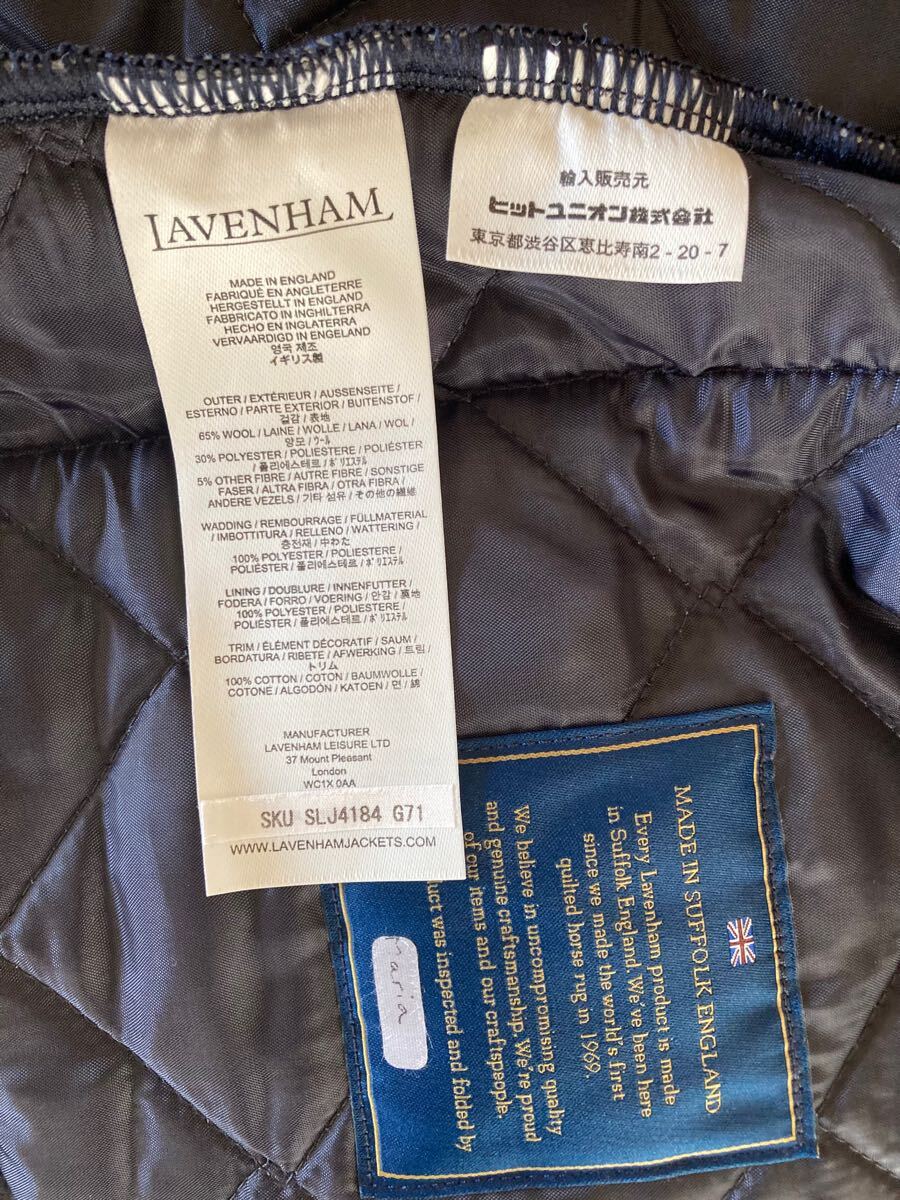 LAVENHAM
MADE IN ENGLAND
FABRIQUÉ EN ANGLETERRE
HERGESTELLT IN ENGLAND
FABBRICATO IN INGHILTERRA
HECHO EN INGLATERRA
VERVAARDIGD IN ENGELAND
영국 제조
イギリス製
OUTER / EXTÉRIEUR / AUSSENSEITE /
ESTERNO / PARTE EXTERIOR / BUITENSTOF /
겉감 / 表地
65% WOOL / LAINE / WOLLE / LANA / WOL /
양모 / ウール
30% POLYESTER / POLIESTERE / POLIÉSTER
/ 폴리에스테르 / ポリエステル
5% OTHER FIBRE / AUTRE FIBRE / SONSTIGE
FASER / ALTRA FIBRA / OTRA FIBRA /
ANDERE VEZELS / 기타 섬유 / その他の繊維
WADDING / REMBOURRAGE / FÜLLMATERIAL
/ IMBOTTITURA / RELLENO / WATTERING /
충전재 / 中わた
100% POLYESTER / POLIESTERE /
POLIÉSTER / 폴리에스테르 / ポリエステル
LINING / DOUBLURE / INNENFUTTER /
FODERA / FORRO / VOERING / 안감 / 裏地
100% POLYESTER / POLIESTERE /
POLIÉSTER / 폴리에스테르 / ポリエステル
TRIM / ÉLÉMENT DÉCORATIF / SAUM /
BORDATURA / RIBETE / AFWERKING / 트림 /
トリム
100% COTTON / COTON / BAUMWOLLE /
COTONE / ALGODÓN / KATOEN / 면 / 綿
MANUFACTURER
LAVENHAM LEISURE LTD
37 Mount Pleasant
London
WC1X 0AA
SKU SLJ4184 G71
WWW.LAVENHAMJACKETS.COM
輸入販売元
ヒットユニオン株式会社
東京都渋谷区恵比寿南2-20-7
MADE IN SUFFOLK ENGLAND
Every Lavenham product is made
in Suffolk England. We've been here
since we made the world's first
quilted horse rug in 1969.
We believe in uncompromising quality
and genuine craftsmanship. We're proud
of our items and our craftspeople.
duct was inspected and folded by
maria